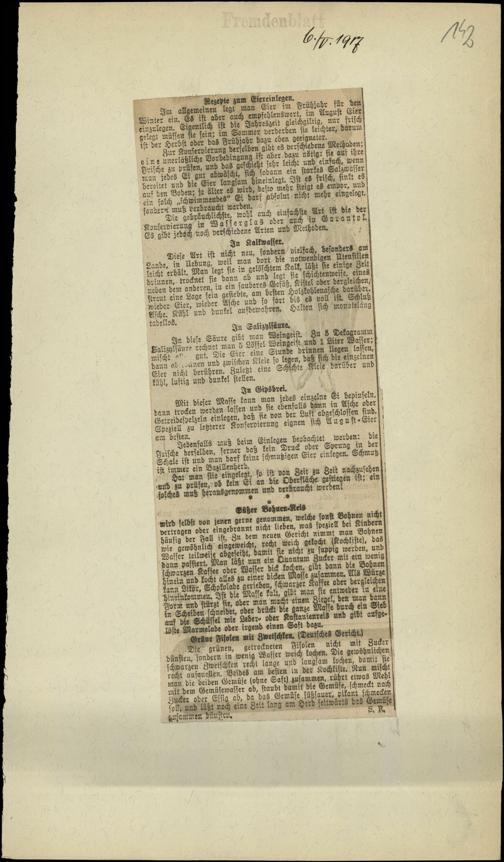 Fremdenblatt
6./V. 1917
142
Rezepte zum Eiereinlegen.
Im allgemeinen legt man Eier im Frühjahr für den
Winter ein. Es ist aber auch empfehlenswert, im August Eier
einzulegen. Eigentlich ist die Jahreszeit gleichgiltig, nur frisch
gelegt müssen sie sein; im Sommer verderben sie leichter, darum
ist der Herbst oder das Frühjahr dazu eben geeigneter.
Zur Konservierung derselben gibt es verschiedene Methoden;
eine unerläßliche Vorbedingung ist aber dazu nötig: sie auf ihre
Frische zu prüfen, und das geschieht sehr leicht und einfach, wenn
man jedes Ei gut abwäscht, sich sodann ein starkes Salzwasser
bereitet und die Eier langsam hineinlegt. Ist es frisch, sinkt es
auf den Boden; je älter es wird, desto mehr steigt es empor, und
ein solch „schwimmendes“ Ei darf absolut nicht mehr eingelegt,
sondern muß verbraucht werden.
Die gebräuchlichste, wohl auch einfachste Art ist die der
Konservierung in Wasserglas oder auch in Garantol.
Es gibt jedoch noch verschiedene Arten und Methoden.
In Kalkwasser.
Diese Art ist nicht neu, sondern vielfach, besonders am
Lande, in Uebung, weil man dort die notwendigen Utensilien
leicht erhält. Man legt sie in gelöschten Kalk, läßt sie einige Zeit
drinnen, trocknet sie dann ab und legt sie schichtenweise, eines
neben dem anderen, in ein sauberes Gefäß, Kistel oder dergleichen,
streut eine Lage fein gesiebte, am besten Holzkohlenasche darüber,
wieder Eier, wieder Asche und so fort bis es voll ist. Schluß
Asche. Kühl und dunkel aufbewahren. Halten sich monatelang
tadellos.
In Salizylsäure.
In diese Säure gibt man Weingeist. Zu 5 Dekagramm
Salizylsäure rechnet man 5 Löffel Weingeist und 1 Liter Wasser;
mischt gut. Die Eier eine Stunde drinnen liegen lassen,
dann abtrocknen und zwischen Kleie so legen, daß sich die einzelnen
Eier nicht berühren. Zuletzt eine Schichte Kleie darüber und
kühl, luftig und dunkel stellen.
In Gipsbrei.
Mit dieser Masse kann man jedes einzelne Ei bepinseln,
dann trocken werden lassen und sie ebenfalls dann in Asche oder
Getreidespelzen einlegen, daß sie von der Luft abgeschlossen sind.
Speziell zu letzterer Konservierung eignen sich August-Eier
am besten.
Jedenfalls muß beim Einlegen beobachtet werden: die
Frische derselben, ferner daß kein Druck oder Sprung in der
Schale ist und man darf keine schmutzigen Eier einlegen. Schmutz
ist immer ein Bazillenherd.
Hat man sie eingelegt, so ist von Zeit zu Zeit nachzusehen
und zu prüfen, ob kein Ei an die Oberfläche gestiegen ist; ein
solches muß herausgenommen und verbraucht werden!
* * *
Süßer Bohnen-Reis
wird selbst von jenen gerne genommen, welche sonst Bohnen nicht
vertragen oder eingebrannt nicht lieben, was speziell bei Kindern
häufig der Fall ist. Zu dem neuen Gericht nimmt man Bohnen
wie gewöhnlich eingeweicht, recht weich gekocht (Kochkiste), das
Wasser teilweise abgeseiht, damit sie nicht zu suppig werden, und
dann passiert. Man läßt nun ein Quantum Zucker mit ein wenig
schwarzen Kaffee oder Wasser dick kochen, gibt dann die Bohnen
hinein und kocht alles zu einer dicken Masse zusammen. Als Würze
kann Likör, Schokolade gerieben, schwarzer Kaffee oder dergleichen
hineinkommen. Ist die Masse kalt, gibt man sie entweder in eine
Form und stürzt sie, aber man macht einen Ziegel, den man dann
in Scheiben schneidet, oder drückt die ganze Masse durch ein Sieb
auf die Schüssel wie Leber- oder Kastanienreis und gibt aufge-
löste Marmelade oder irgend einen Saft dazu.
Grüne Fisolen mit Zwetschken. (Deutsches Gericht.)
Die grünen, getrockneten Fisolen mit Zucker
dünsten, sondern in wenig Wasser weich kochen. Die gewöhnlichen
schwarzen Zwetschken recht lange und langsam kochen, damit sie
recht aufquellen. Beides am besten in der Kochkiste. Nun mischt
man die beiden Gemüse (ohne Saft) zusammen, rührt etwas Mehl
mit dem Gemüsewasser ab, staubt damit die Gemüse, schmeckt nach
Zucker oder Essig ab, da das Gemüse süßsauer, pikant schmecken
soll, und läßt noch eine Zeit lang am Herd seitwärts das Gemüse
zusammen dünsten.
S. R.